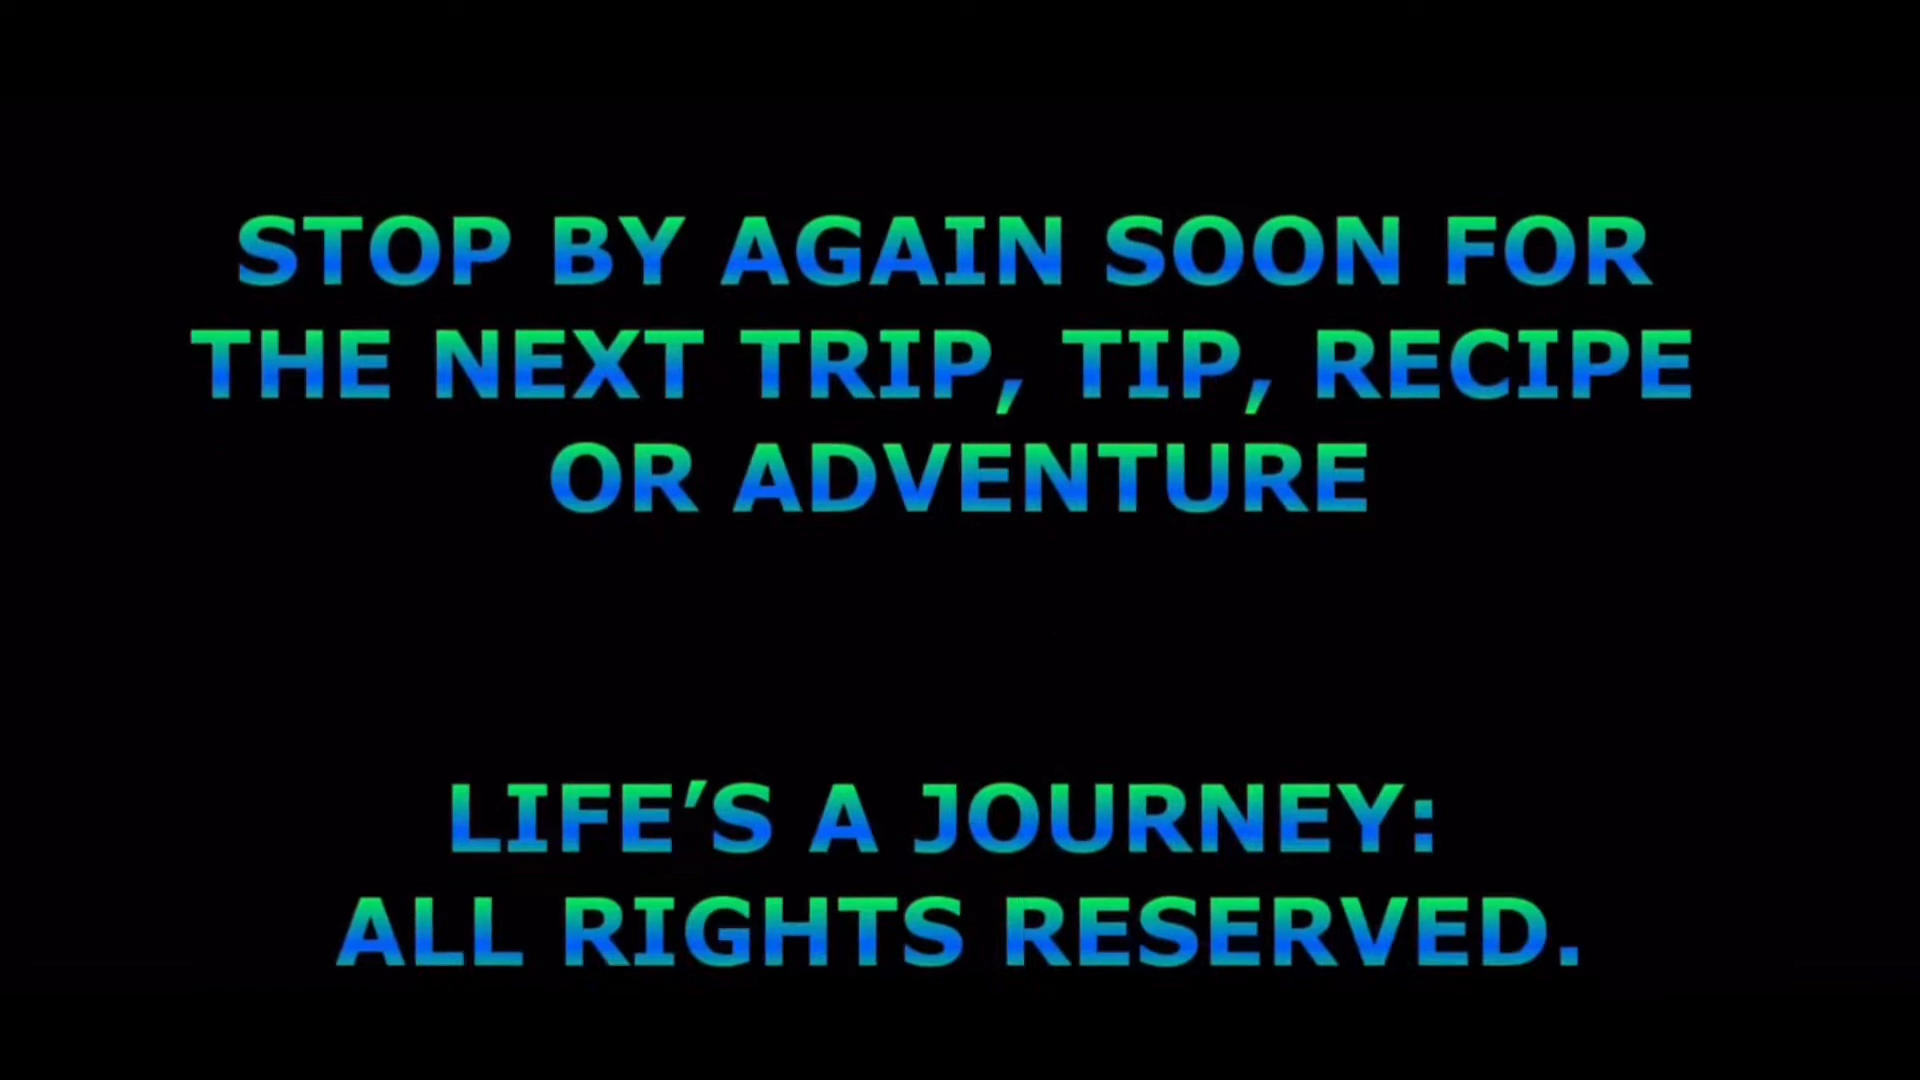 STOP BY AGAIN SOON FOR
THE NEXT TRIP, TIP, RECIPE
OR ADVENTURE
LIFE’S A JOURNEY:
ALL RIGHTS RESERVED.